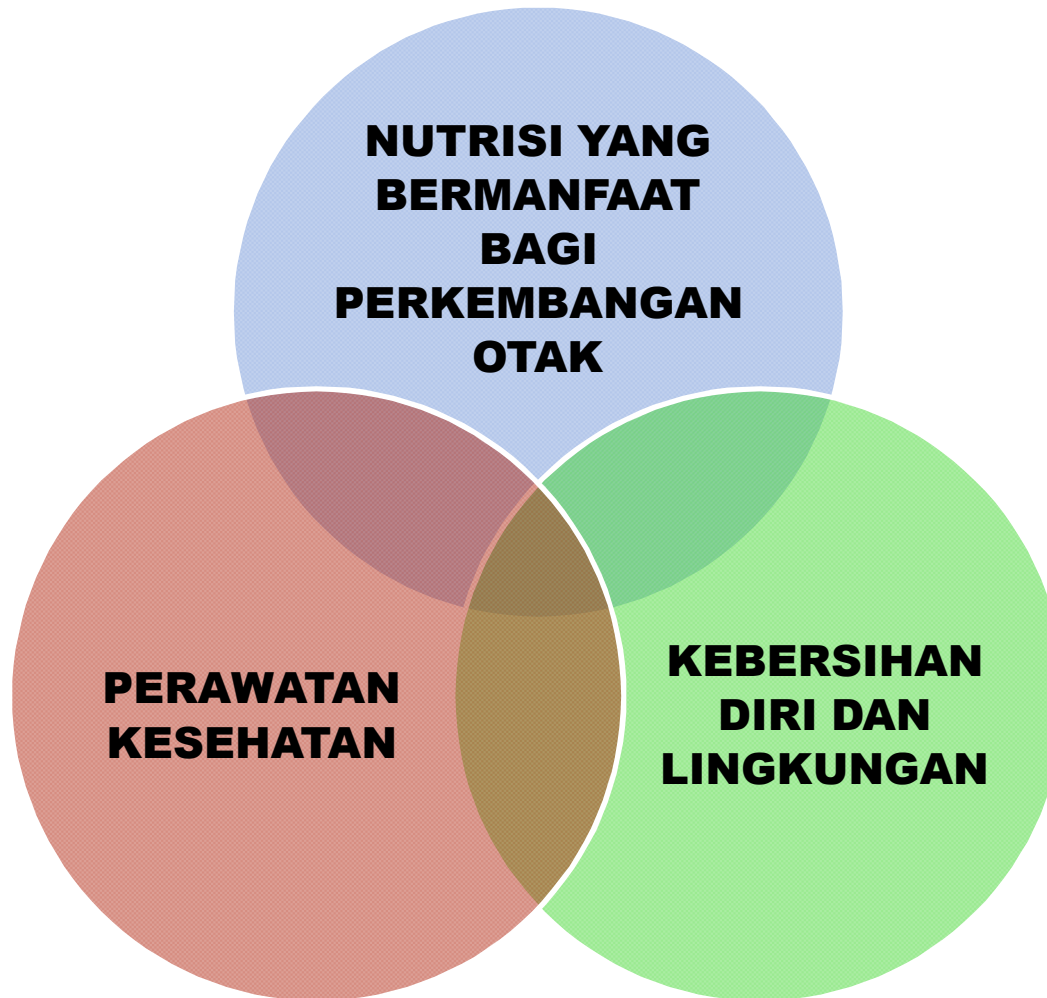 NUTRISI YANG
BERMANFAAT
BAGI
PERKEMBANGAN
OTAK
PERAWATAN
KESEHATAN
KEBERSIHAN
DIRI DAN
LINGKUNGAN